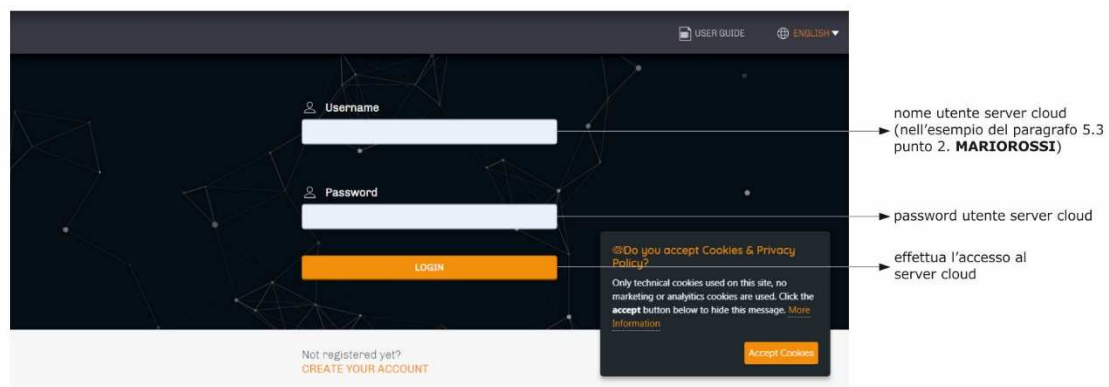 USER GUIDE
ENGLISH
Username
nome utente server cloud
(nell'esempio del paragrafo 5.3
punto 2. MARIOROSSI)
Password
password utente server cloud
LOGIN
effettua l'accesso al
server cloud
Do you accept Cookies & Privacy
Policy?
Only technical cookies used on this site, no
marketing or analyitics cookies are used. Click the
accept button below to hide this message. More
Information
Accept Cookies
Not registered yet?
CREATE YOUR ACCOUNT